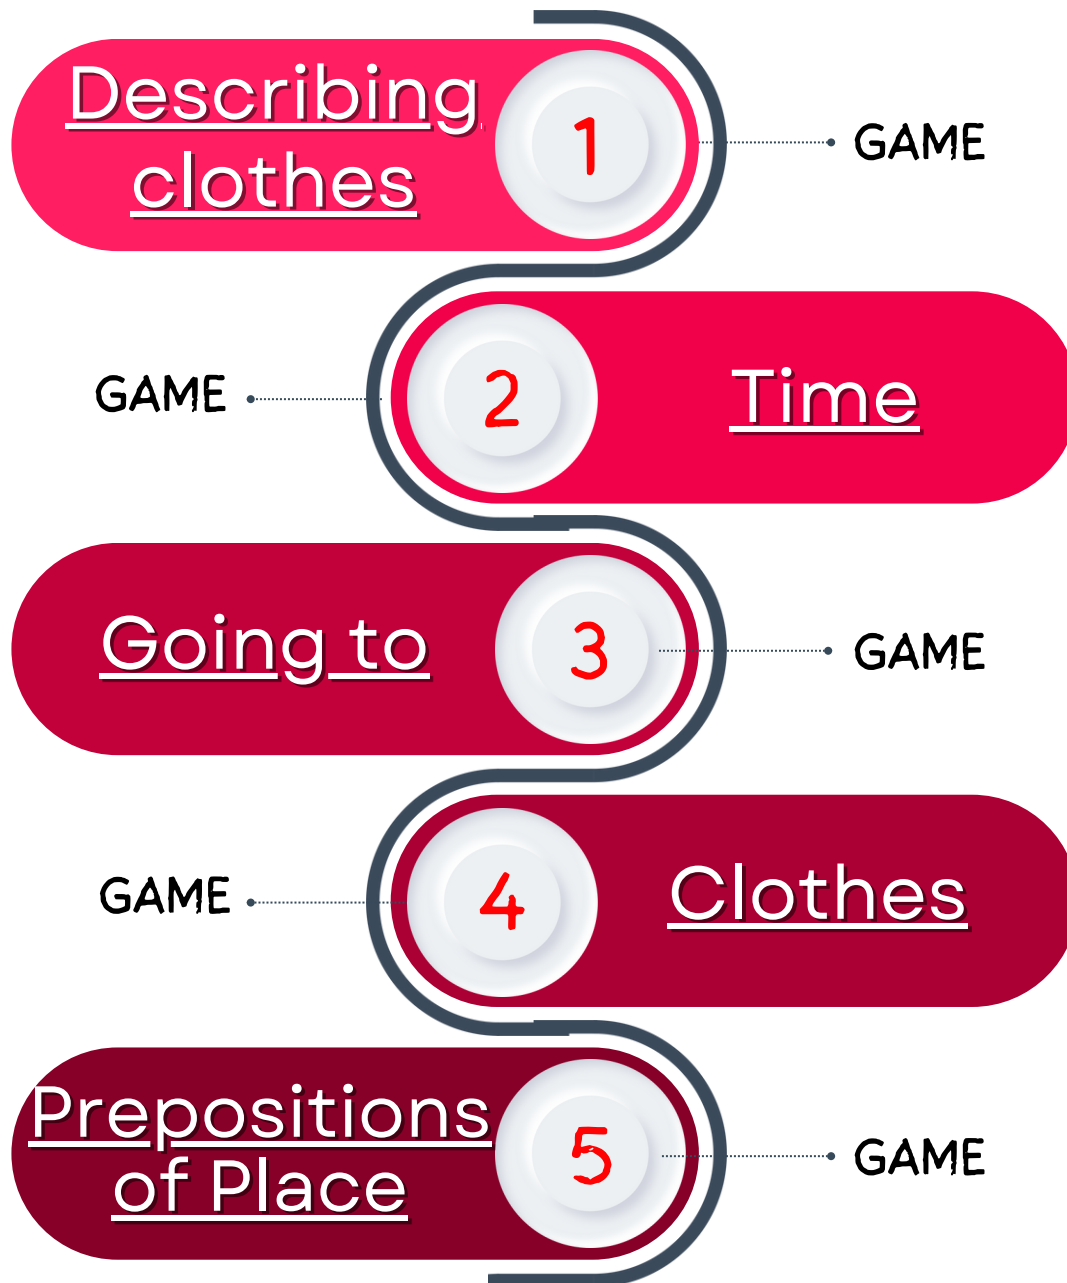 Describing
clothes
1
GAME
GAME
2
Time
Going to
3
GAME
GAME
4
Clothes
Prepositions
of Place
5
GAME